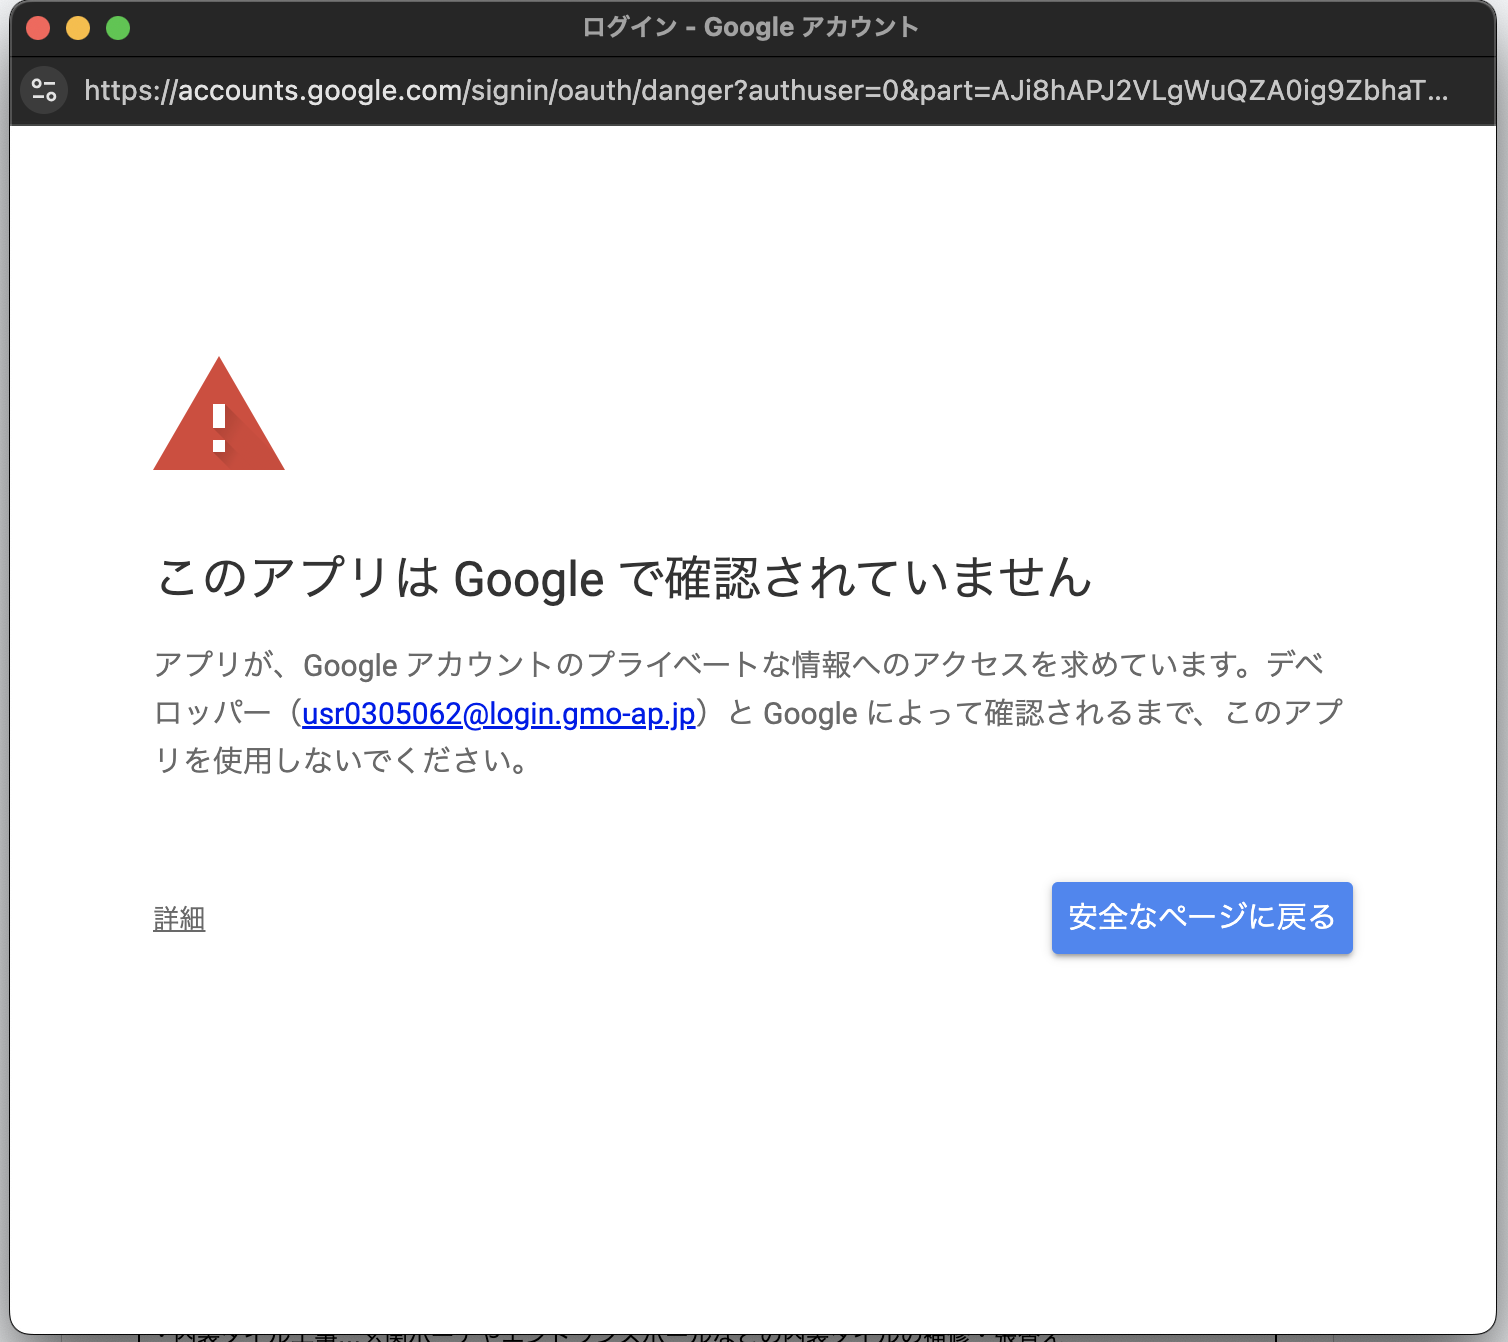 ログイン - Google アカウント
https://accounts.google.com/signin/oauth/danger?authuser=0&part=AJi8hAPJ2VLgWuQZA0ig9ZbhaT...
このアプリは Google で確認されていません
アプリが、Google アカウントのプライベートな情報へのアクセスを求めています。デベ
ロッパー（usr0305062@login.gmo-ap.jp）と Google によって確認されるまで、このアプ
リを使用しないでください。
詳細
安全なページに戻る